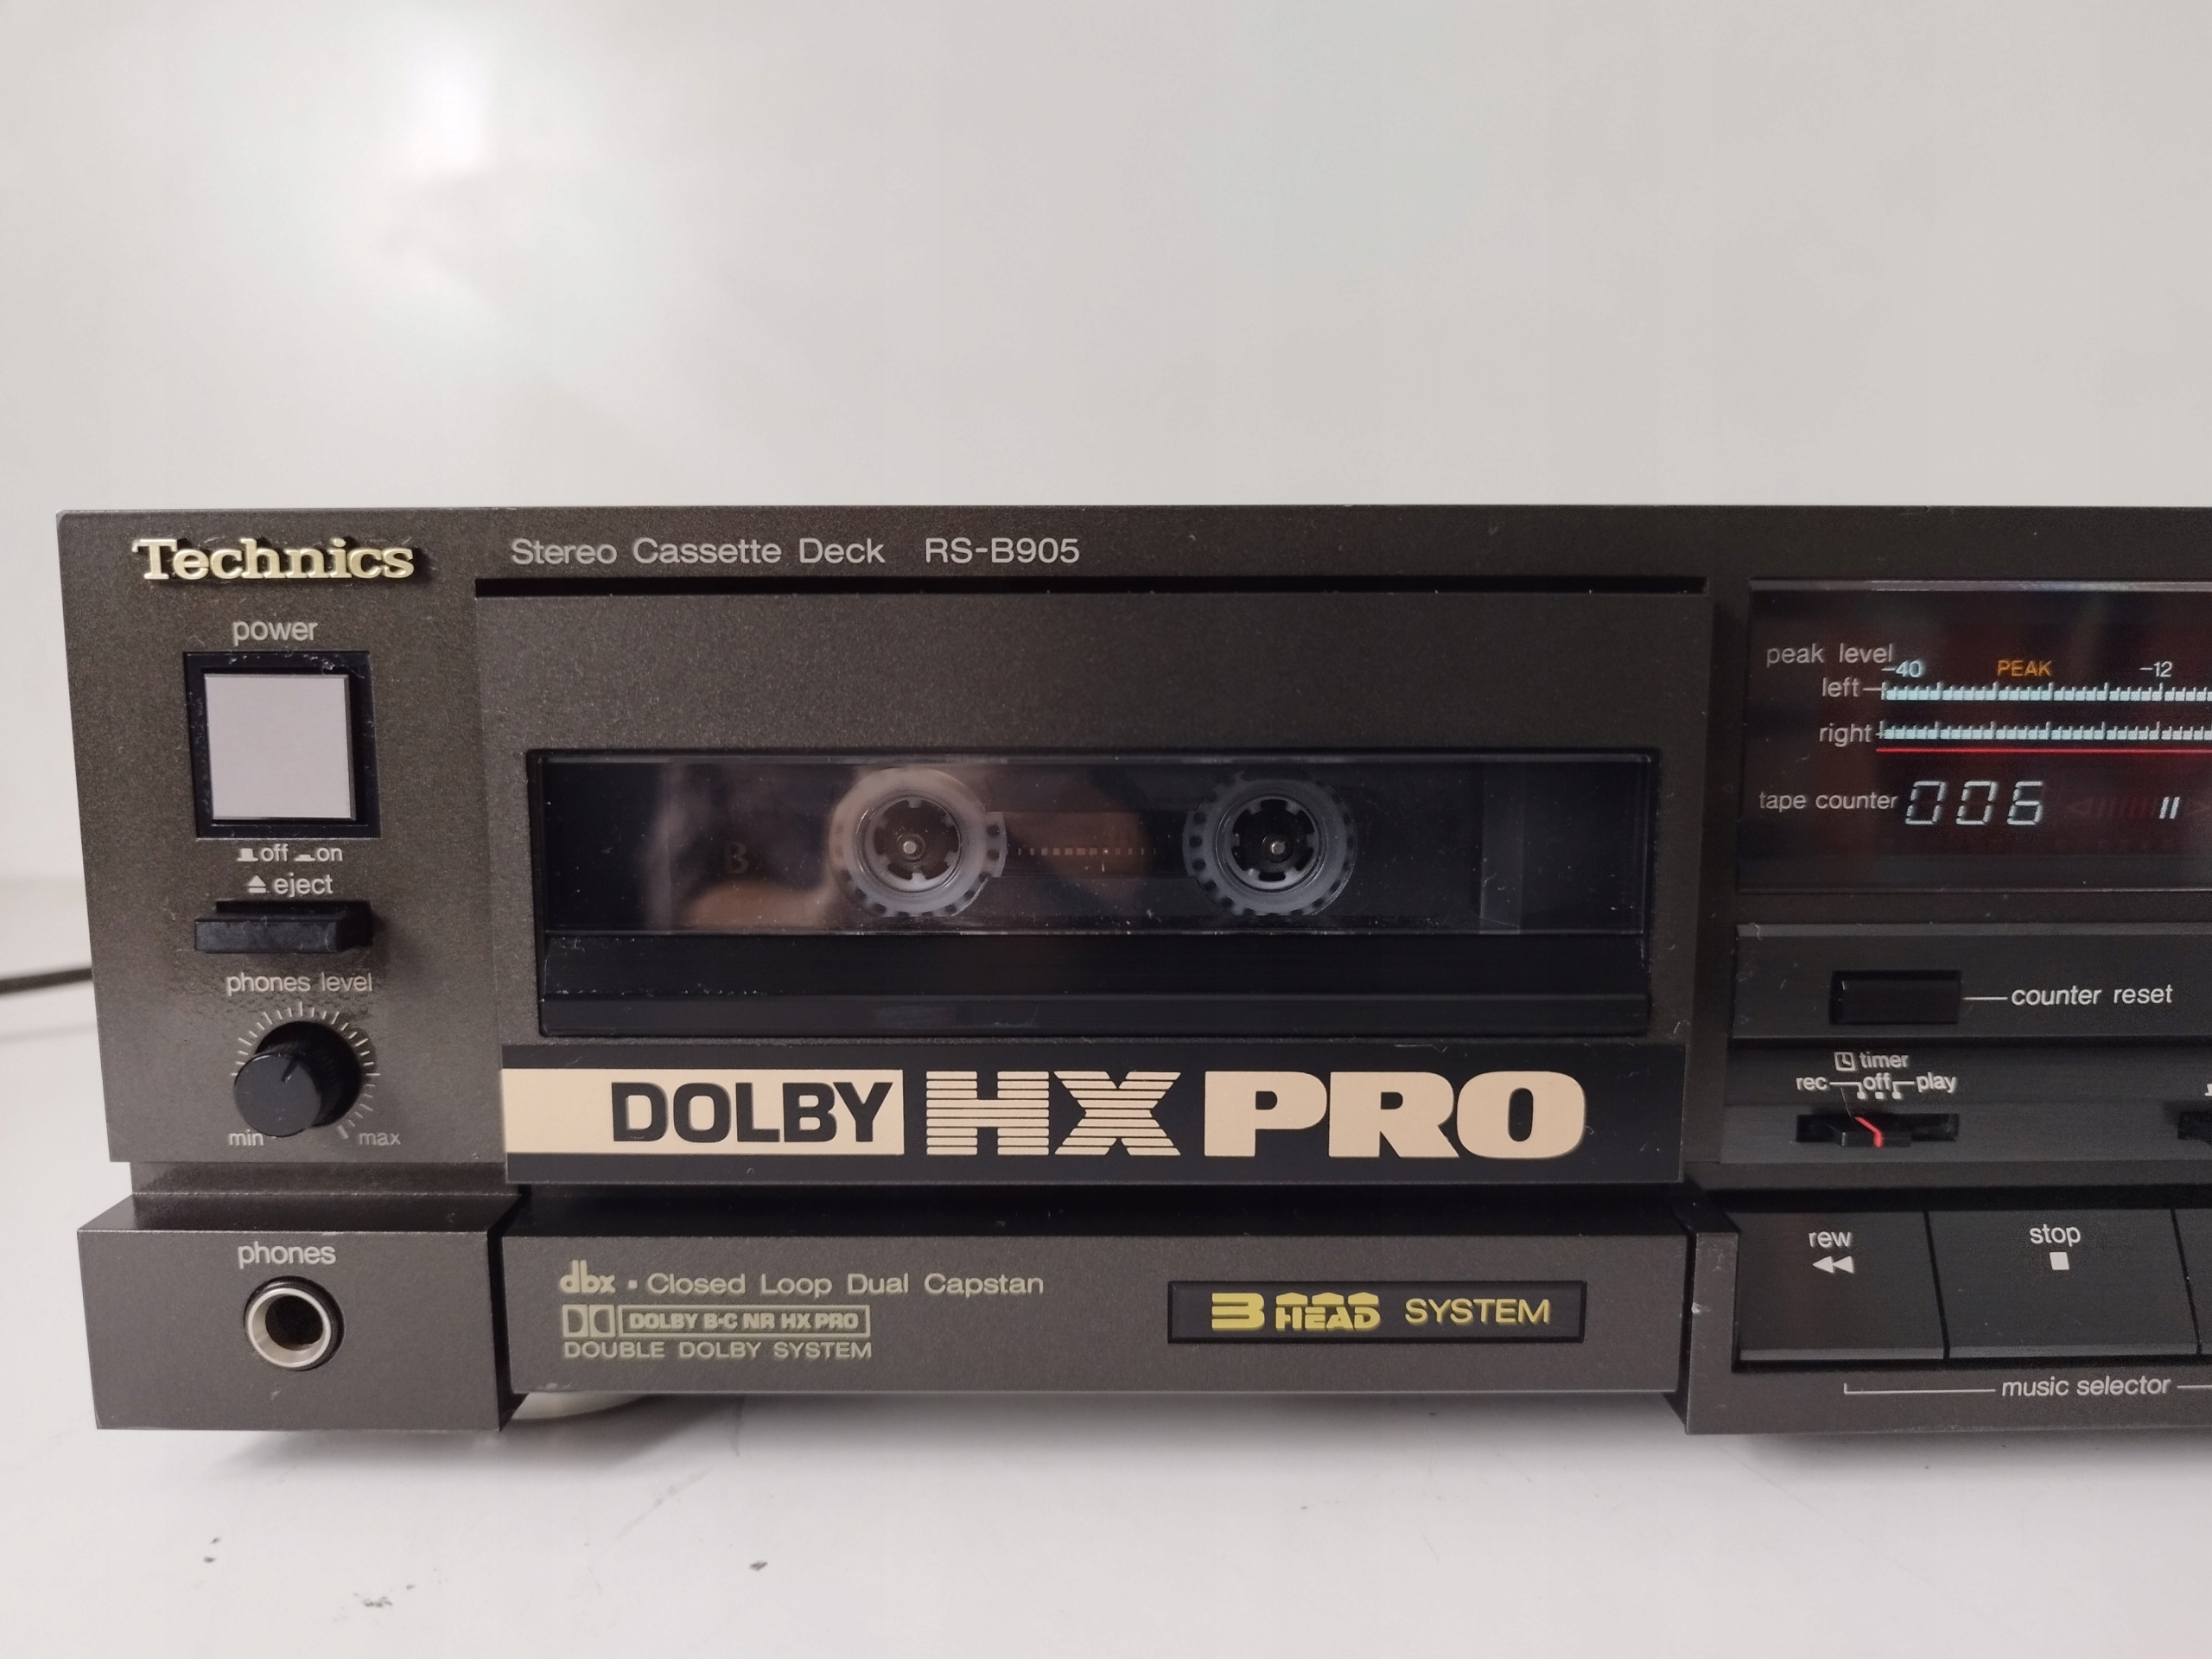 Technics
Stereo Cassette Deck RS-B905
power
off on
eject
phones level
min max
phones
B
DOLBY HX PRO
dbx · Closed Loop Dual Capstan
DOLBY B·C NR HX PRO
DOUBLE DOLBY SYSTEM
3 HEAD SYSTEM
peak level
-40 PEAK -12
left
right
tape counter 006
counter reset
timer
rec off play
rew
stop
music selector